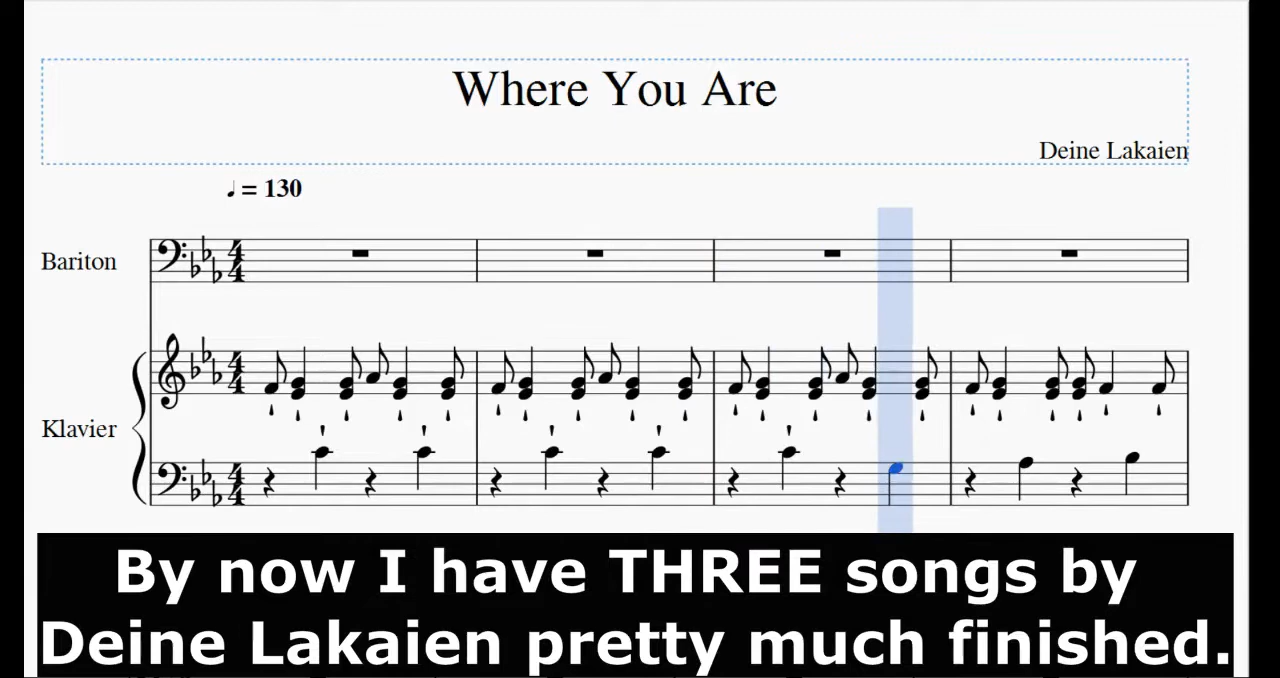 Where You Are
Deine Lakaien
♩ = 130
Bariton
Klavier
By now I have THREE songs by
Deine Lakaien pretty much finished.